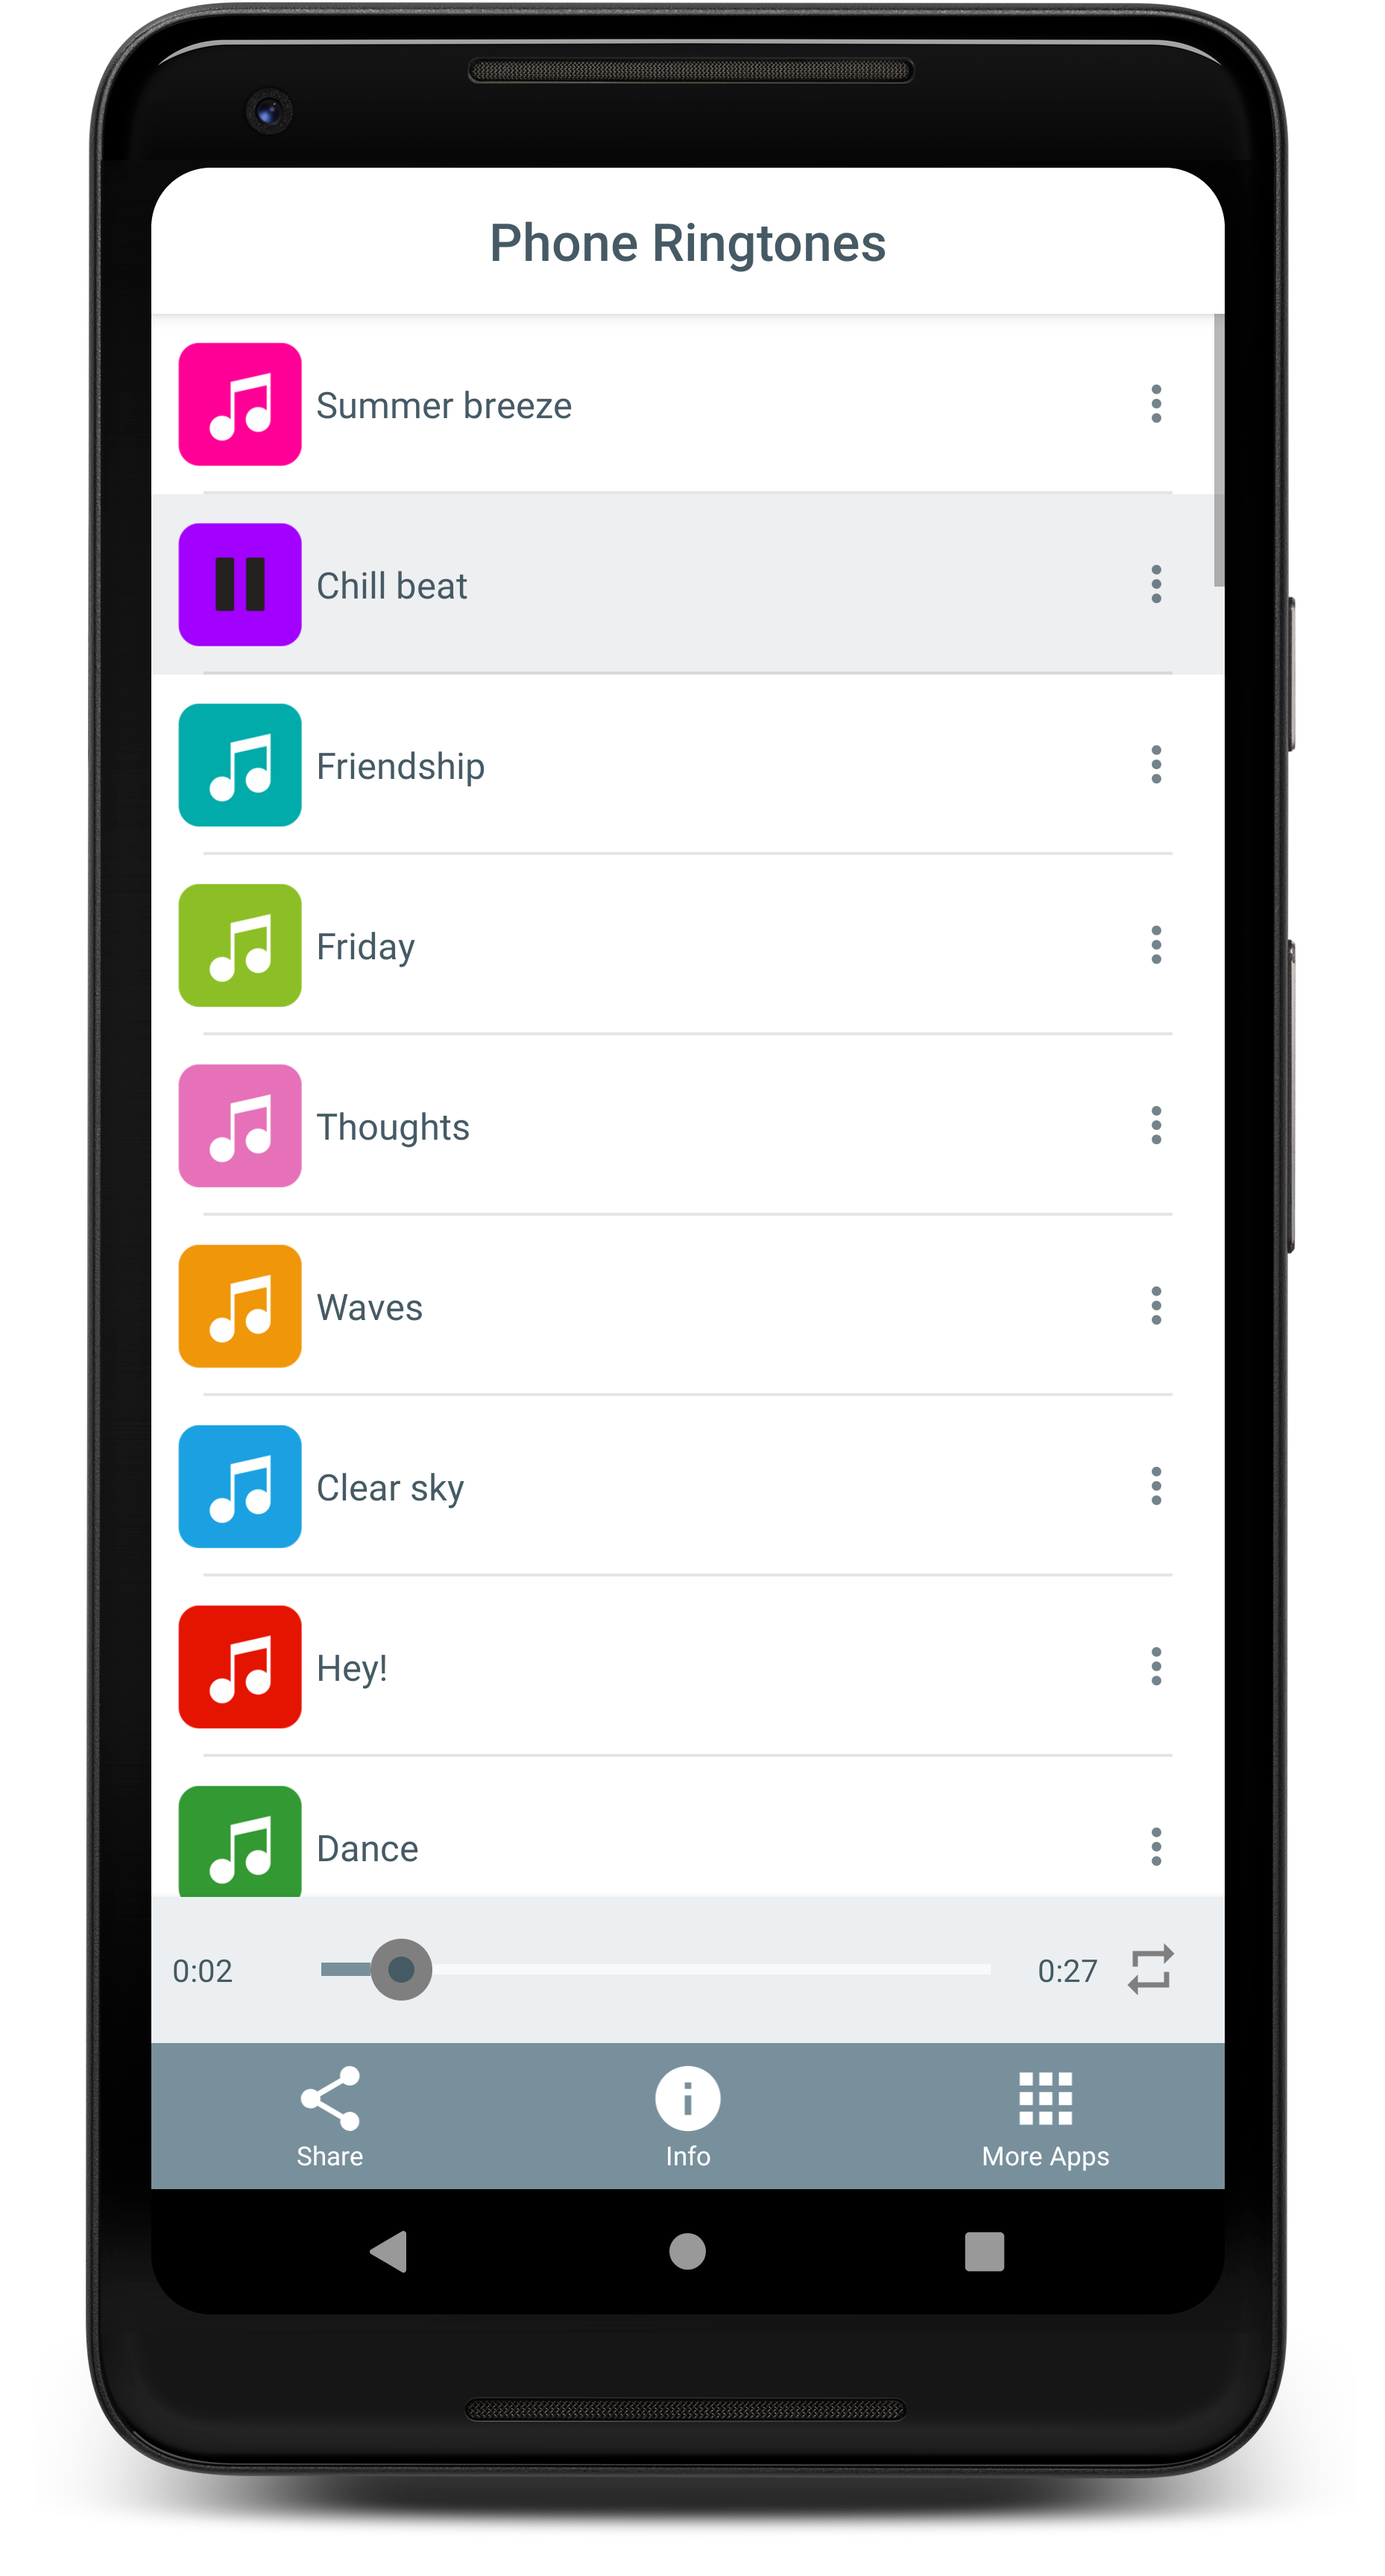 Phone Ringtones
Summer breeze
Chill beat
Friendship
Friday
Thoughts
Waves
Clear sky
Hey!
Dance
0:02 0:27
Share Info More Apps